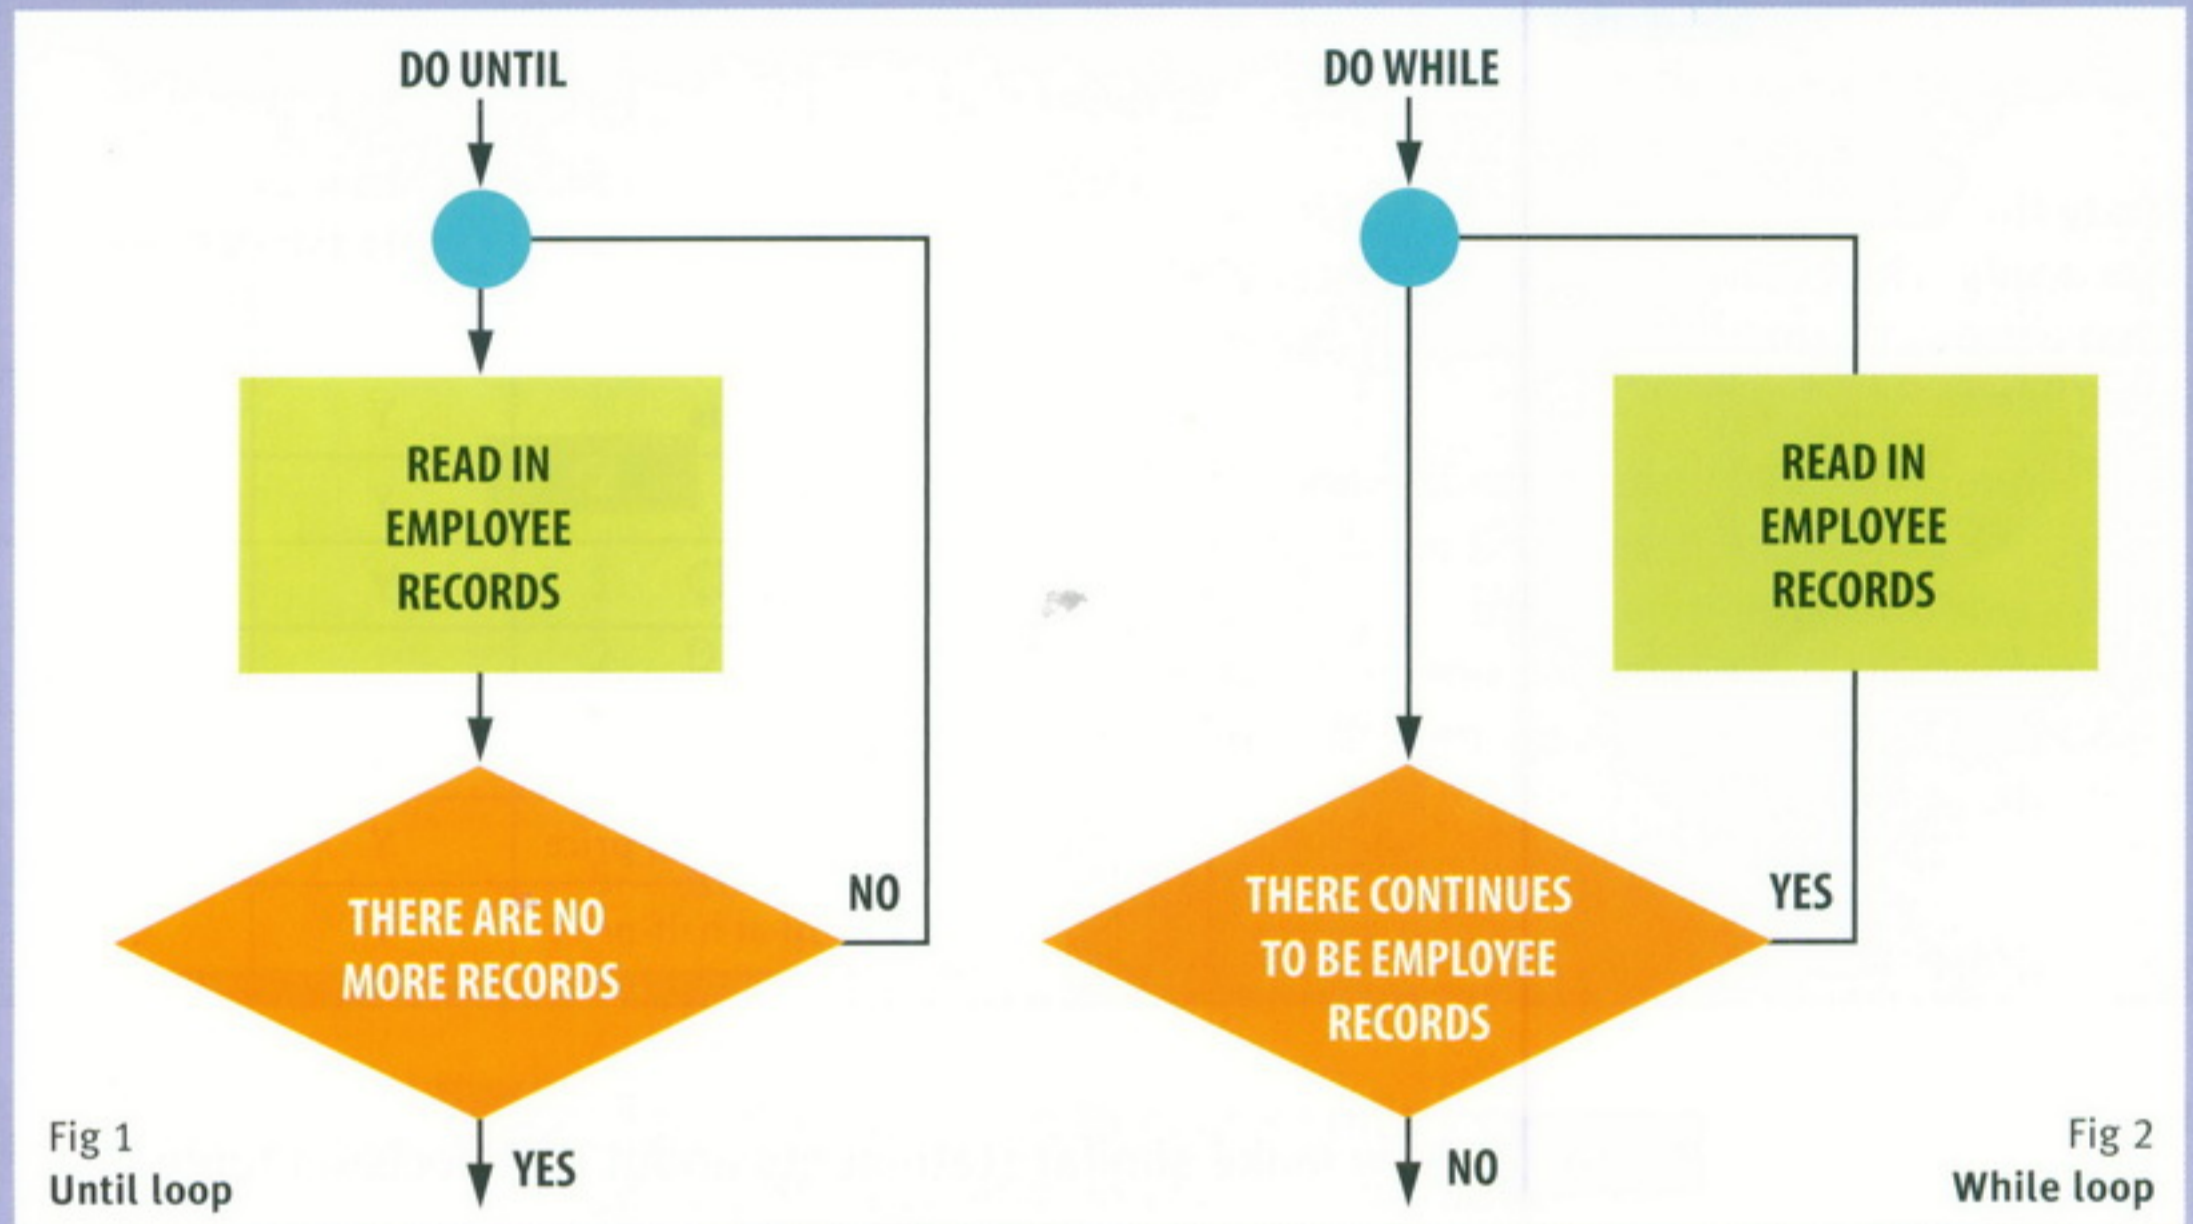 DO UNTIL
READ IN
EMPLOYEE
RECORDS
THERE ARE NO
MORE RECORDS
NO
YES
Fig 1
Until loop
DO WHILE
READ IN
EMPLOYEE
RECORDS
THERE CONTINUES
TO BE EMPLOYEE
RECORDS
YES
NO
Fig 2
While loop